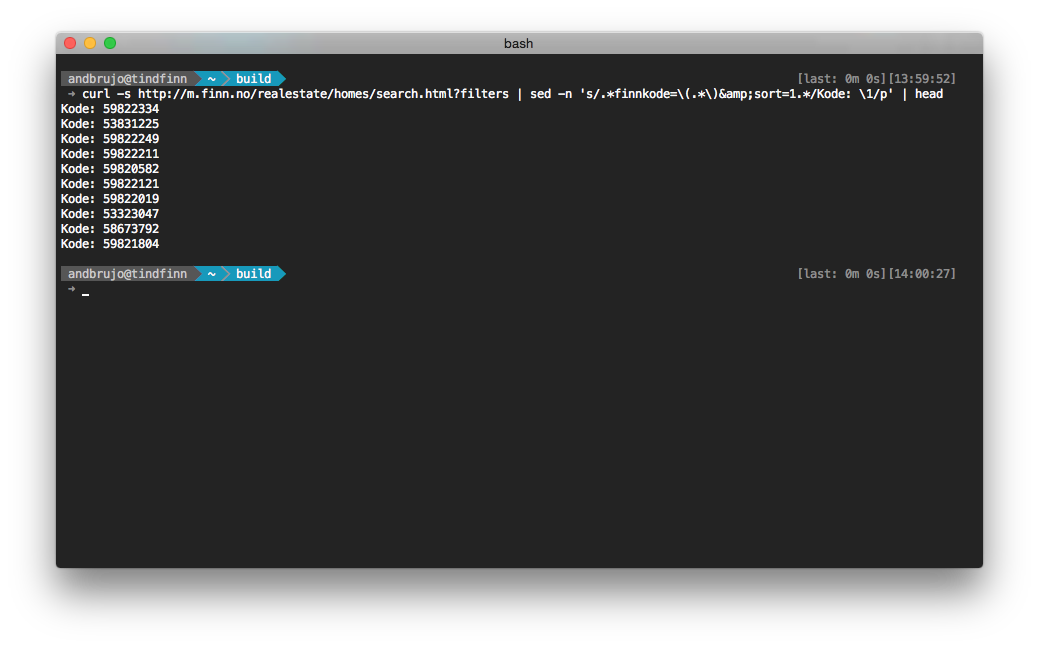 bash
andbrujo@tindfinn ~ build [last: 0m 0s][13:59:52]
➜ curl -s http://m.finn.no/realestate/homes/search.html?filters | sed -n 's/.*finnkode=\(.*\)&amp;sort=1.*/Kode: \1/p' | head
Kode: 59822334
Kode: 53831225
Kode: 59822249
Kode: 59822211
Kode: 59820582
Kode: 59822121
Kode: 59822019
Kode: 53323047
Kode: 58673792
Kode: 59821804
andbrujo@tindfinn ~ build [last: 0m 0s][14:00:27]
➜ _